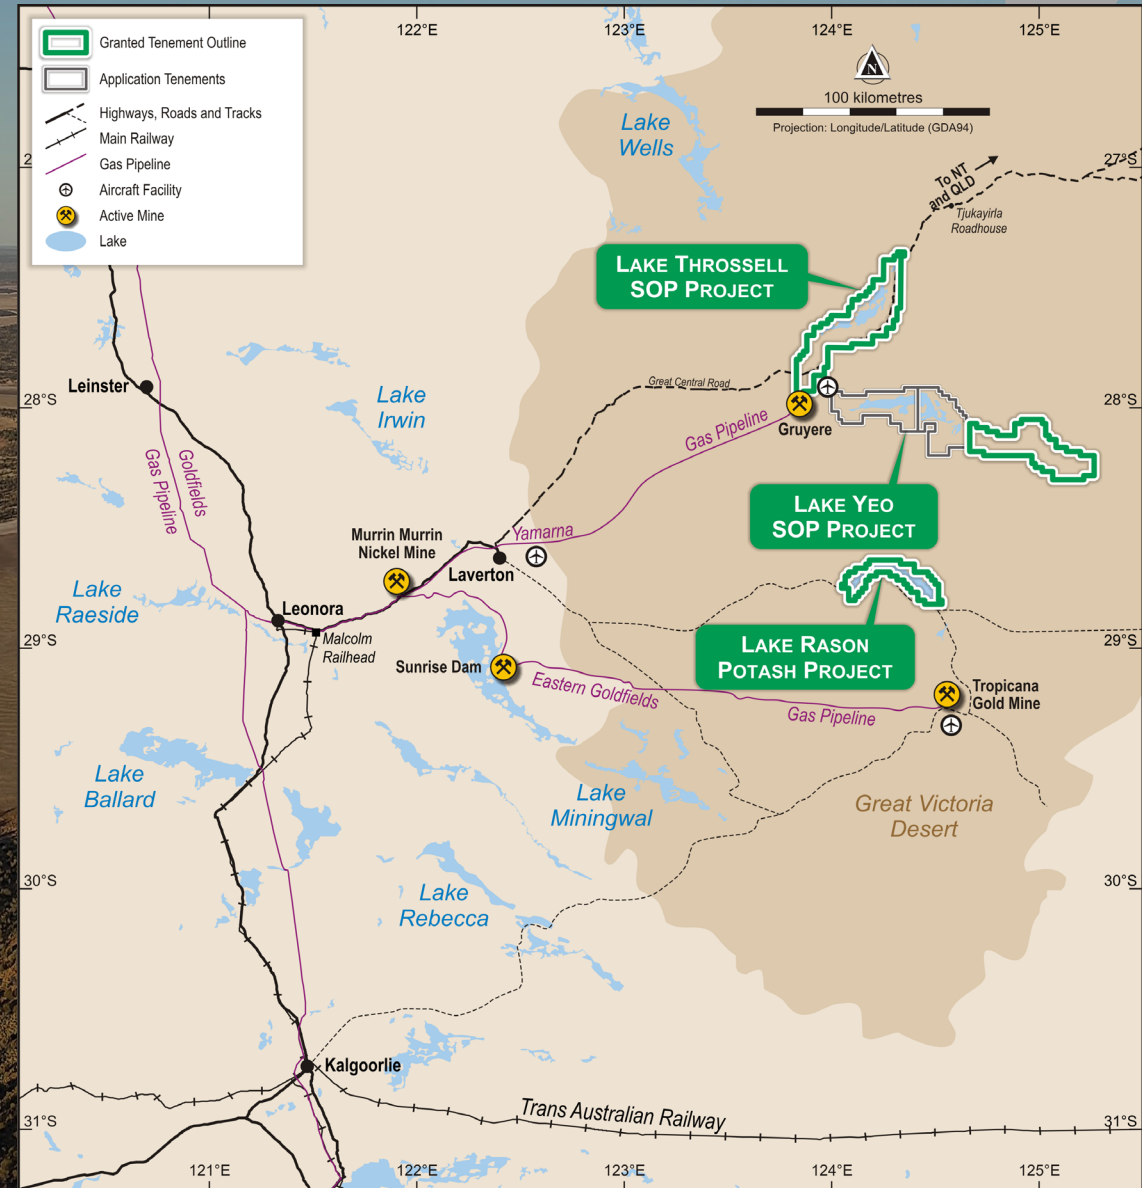 122°E
123°E
124°E
125°E
Granted Tenement Outline
Application Tenements
Highways, Roads and Tracks
Main Railway
Gas Pipeline
Aircraft Facility
Active Mine
Lake
N
100 kilometres
Projection: Longitude/Latitude (GDA94)
Lake
Wells
2
27°S
To NT
and QLD
Tjukayirla
Roadhouse
LAKE THROSSELL
SOP PROJECT
Leinster
Great Central Road
Lake
Irwin
28°S
28°S
Gas Pipeline
Gruyere
Goldfields
Gas Pipeline
LAKE YEO
SOP PROJECT
Murrin Murrin
Nickel Mine
Yamarna
Laverton
Lake
Raeside
Leonora
29°S
29°S
Malcolm
Railhead
Sunrise Dam
LAKE RASON
POTASH PROJECT
Eastern Goldfields
Gas Pipeline
Tropicana
Gold Mine
Lake
Ballard
Lake
Miningwal
Great Victoria
Desert
30°S
30°S
Lake
Rebecca
Kalgoorlie
Trans Australian Railway
31°S
31°S
121°E
122°E
123°E
124°E
125°E